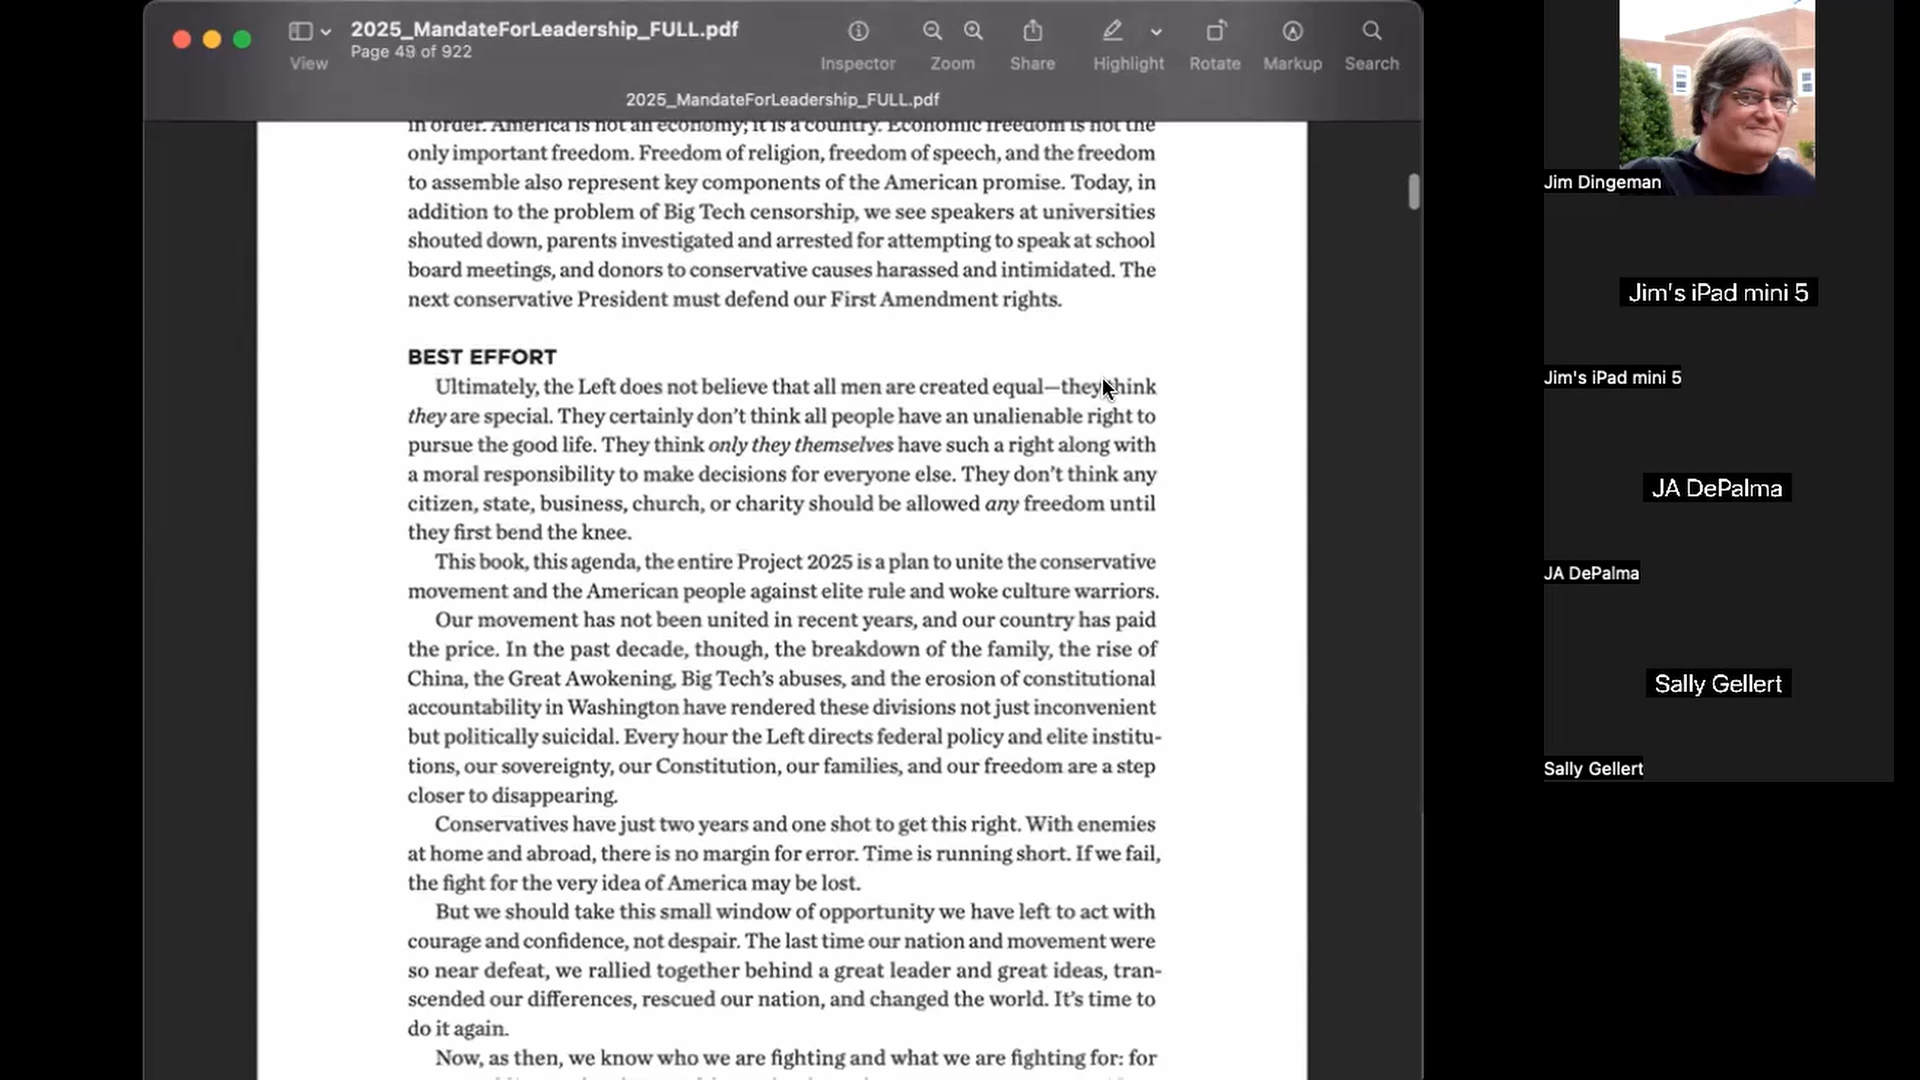 2025_MandateForLeadership_FULL.pdf
Page 49 of 922
View
Inspector
Zoom
Share
Highlight
Rotate
Markup
Search
2025_MandateForLeadership_FULL.pdf
in order. America is not an economy; it is a country. Economic freedom is not the
only important freedom. Freedom of religion, freedom of speech, and the freedom
to assemble also represent key components of the American promise. Today, in
addition to the problem of Big Tech censorship, we see speakers at universities
shouted down, parents investigated and arrested for attempting to speak at school
board meetings, and donors to conservative causes harassed and intimidated. The
next conservative President must defend our First Amendment rights.
BEST EFFORT
Ultimately, the Left does not believe that all men are created equal—they think
they are special. They certainly don’t think all people have an unalienable right to
pursue the good life. They think only they themselves have such a right along with
a moral responsibility to make decisions for everyone else. They don’t think any
citizen, state, business, church, or charity should be allowed any freedom until
they first bend the knee.
This book, this agenda, the entire Project 2025 is a plan to unite the conservative
movement and the American people against elite rule and woke culture warriors.
Our movement has not been united in recent years, and our country has paid
the price. In the past decade, though, the breakdown of the family, the rise of
China, the Great Awokening, Big Tech’s abuses, and the erosion of constitutional
accountability in Washington have rendered these divisions not just inconvenient
but politically suicidal. Every hour the Left directs federal policy and elite institu-
tions, our sovereignty, our Constitution, our families, and our freedom are a step
closer to disappearing.
Conservatives have just two years and one shot to get this right. With enemies
at home and abroad, there is no margin for error. Time is running short. If we fail,
the fight for the very idea of America may be lost.
But we should take this small window of opportunity we have left to act with
courage and confidence, not despair. The last time our nation and movement were
so near defeat, we rallied together behind a great leader and great ideas, tran-
scended our differences, rescued our nation, and changed the world. It’s time to
do it again.
Now, as then, we know who we are fighting and what we are fighting for: for
Jim Dingeman
Jim's iPad mini 5
Jim's iPad mini 5
JA DePalma
JA DePalma
Sally Gellert
Sally Gellert